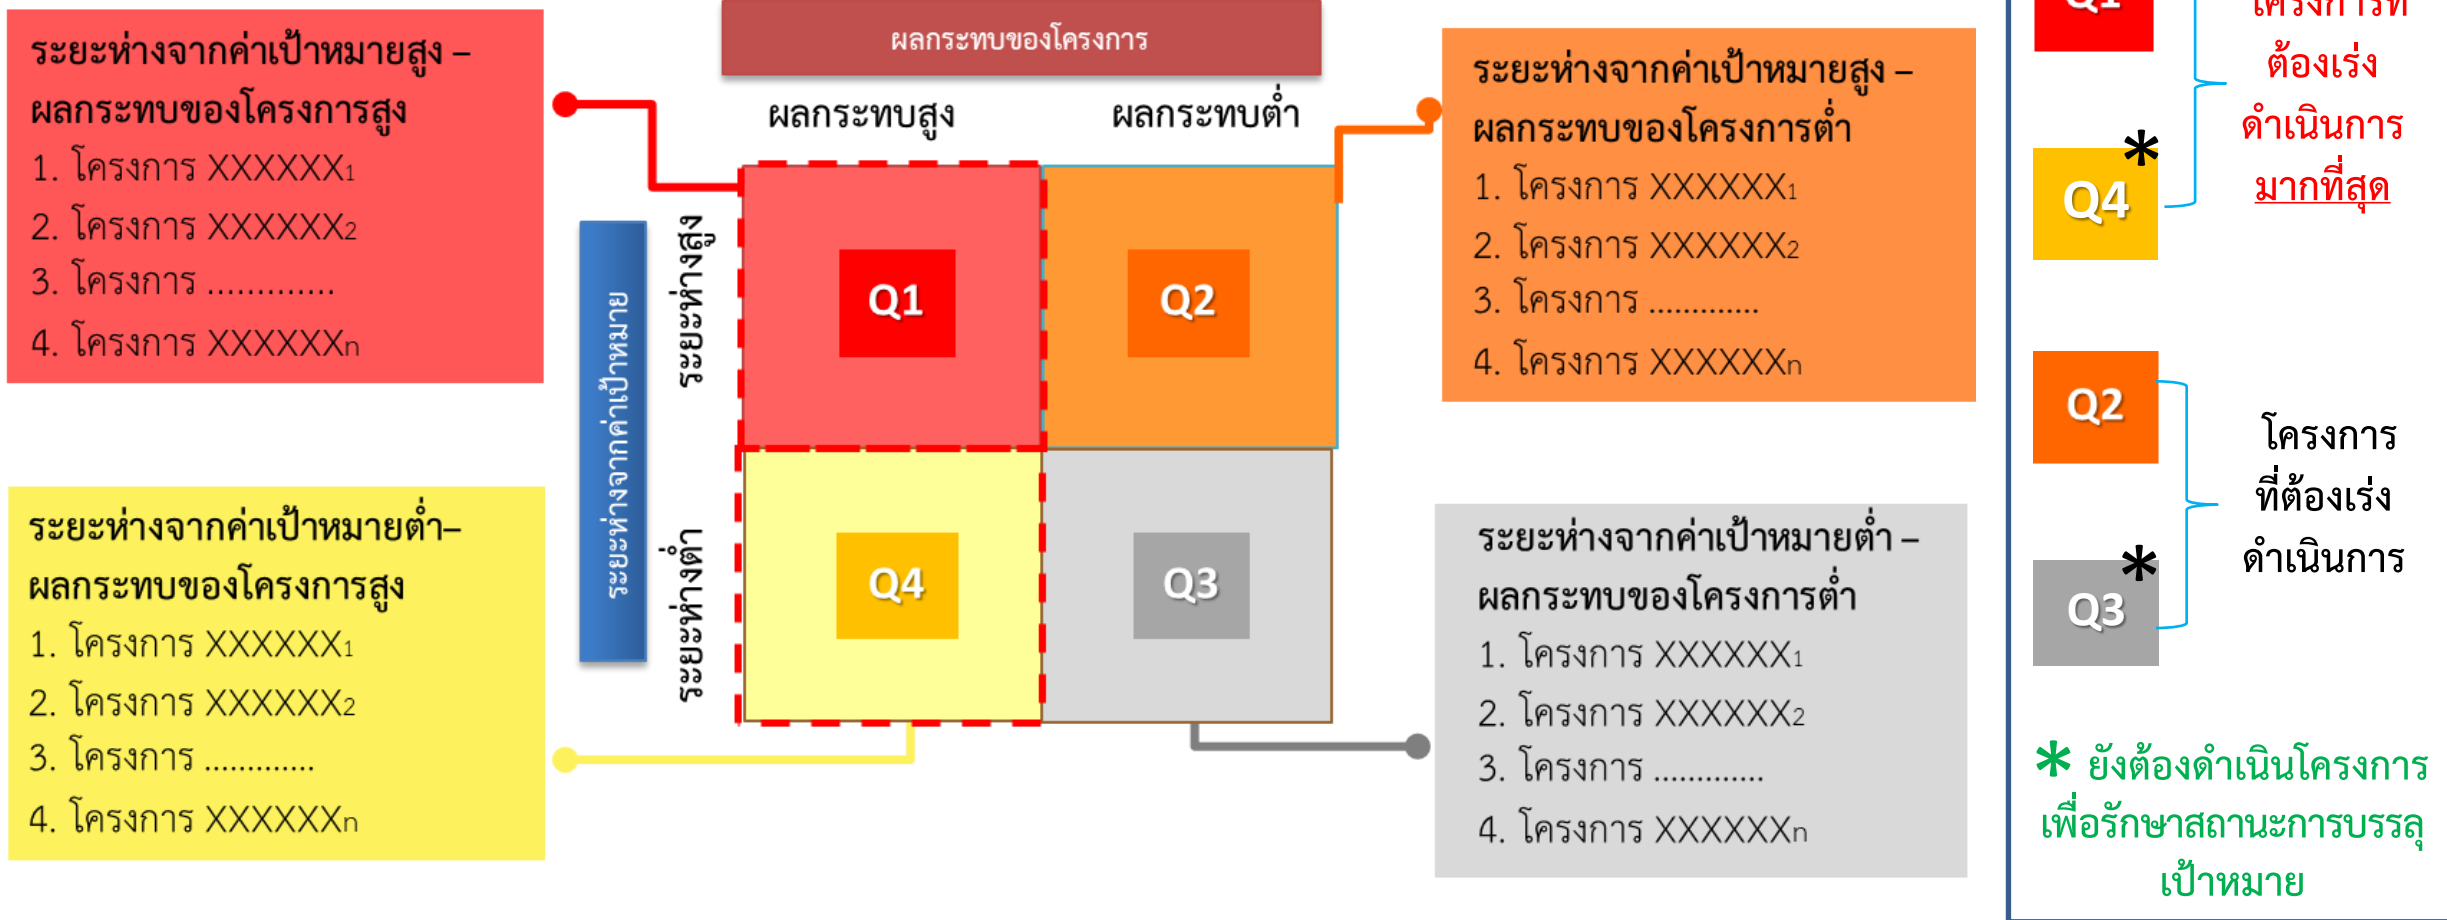 ระยะห่างจากค่าเป้าหมายสูง –
ผลกระทบของโครงการสูง
1. โครงการ XXXXXX1
2. โครงการ XXXXXX2
3. โครงการ .............
4. โครงการ XXXXXXn
ระยะห่างจากค่าเป้าหมายต่ำ–
ผลกระทบของโครงการสูง
1. โครงการ XXXXXX1
2. โครงการ XXXXXX2
3. โครงการ .............
4. โครงการ XXXXXXn
ผลกระทบของโครงการ
ผลกระทบสูง
ผลกระทบต่ำ
ระยะห่างจากค่าเป้าหมาย
ระยะห่างสูง
ระยะห่างต่ำ
Q1
Q2
Q4
Q3
ระยะห่างจากค่าเป้าหมายสูง –
ผลกระทบของโครงการต่ำ
1. โครงการ XXXXXX1
2. โครงการ XXXXXX2
3. โครงการ .............
4. โครงการ XXXXXXn
ระยะห่างจากค่าเป้าหมายต่ำ –
ผลกระทบของโครงการต่ำ
1. โครงการ XXXXXX1
2. โครงการ XXXXXX2
3. โครงการ .............
4. โครงการ XXXXXXn
Q1
Q4*
โครงการที่
ต้องเร่ง
ดำเนินการ
มากที่สุด
Q2
Q3*
โครงการ
ที่ต้องเร่ง
ดำเนินการ
* ยังต้องดำเนินโครงการ
เพื่อรักษาสถานะการบรรลุ
เป้าหมาย